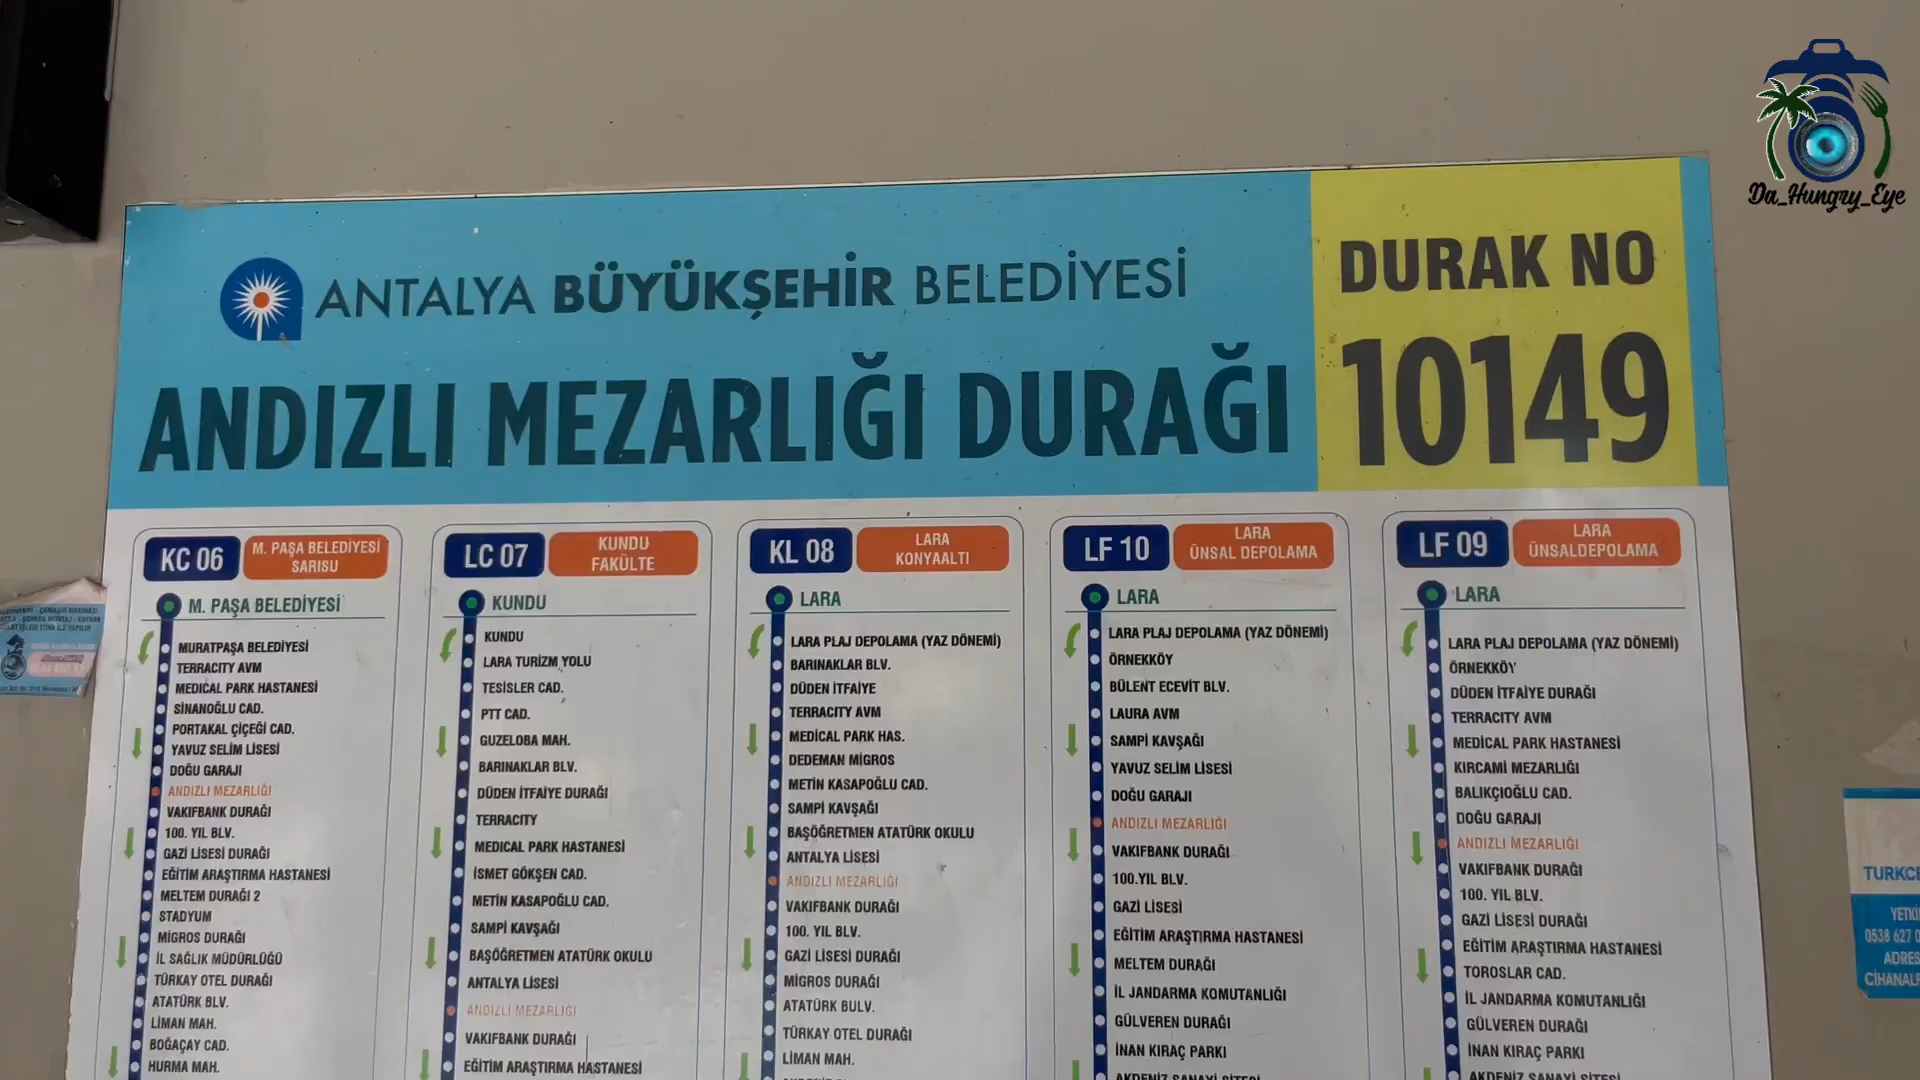 Da_Hungry_Eye
ANTALYA BÜYÜKŞEHİR BELEDİYESİ
ANDIZLI MEZARLIĞI DURAĞI
DURAK NO
10149
KC 06
M. PAŞA BELEDİYESİ
SARISU
M. PAŞA BELEDİYESİ
MURATPAŞA BELEDİYESİ
TERRACITY AVM
MEDICAL PARK HASTANESİ
SİNANOĞLU CAD.
PORTAKAL ÇİÇEĞİ CAD.
YAVUZ SELİM LİSESİ
DOĞU GARAJI
ANDIZLI MEZARLIĞI
VAKIFBANK DURAĞI
100. YIL BLV.
GAZİ LİSESİ DURAĞI
EĞİTİM ARAŞTIRMA HASTANESİ
MELTEM DURAĞI 2
STADYUM
MİGROS DURAĞI
İL SAĞLIK MÜDÜRLÜĞÜ
TÜRKAY OTEL DURAĞI
ATATÜRK BLV.
LİMAN MAH.
BOĞAÇAY CAD.
HURMA MAH.
LC 07
KUNDU
FAKÜLTE
KUNDU
KUNDU
LARA TURİZM YOLU
TESİSLER CAD.
PTT CAD.
GUZELOBA MAH.
BARINAKLAR BLV.
DÜDEN İTFAİYE DURAĞI
TERRACITY
MEDICAL PARK HASTANESİ
İSMET GÖKŞEN CAD.
METİN KASAPOĞLU CAD.
SAMPİ KAVŞAĞI
BAŞÖĞRETMEN ATATÜRK OKULU
ANTALYA LİSESİ
ANDIZLI MEZARLIĞI
VAKIFBANK DURAĞI
EĞİTİM ARAŞTIRMA HASTANESİ
KL 08
LARA
KONYAALTI
LARA
LARA PLAJ DEPOLAMA (YAZ DÖNEMİ)
BARINAKLAR BLV.
DÜDEN İTFAİYE
TERRACITY AVM
MEDICAL PARK HAS.
DEDEMAN MİGROS
METİN KASAPOĞLU CAD.
SAMPİ KAVŞAĞI
BAŞÖĞRETMEN ATATÜRK OKULU
ANTALYA LİSESİ
ANDIZLI MEZARLIĞI
VAKIFBANK DURAĞI
100. YIL BLV.
GAZİ LİSESİ DURAĞI
MİGROS DURAĞI
ATATÜRK BULV.
TÜRKAY OTEL DURAĞI
LİMAN MAH.
LF 10
LARA
ÜNSAL DEPOLAMA
LARA
LARA PLAJ DEPOLAMA (YAZ DÖNEMİ)
ÖRNEKKÖY
BÜLENT ECEVİT BLV.
LAURA AVM
SAMPİ KAVŞAĞI
YAVUZ SELİM LİSESİ
DOĞU GARAJI
ANDIZLI MEZARLIĞI
VAKIFBANK DURAĞI
100.YIL BLV.
GAZİ LİSESİ
EĞİTİM ARAŞTIRMA HASTANESİ
MELTEM DURAĞI
İL JANDARMA KOMUTANLIĞI
GÜLVEREN DURAĞI
İNAN KIRAÇ PARKI
AKDENİZ SANAYİ SİTESİ
LF 09
LARA
ÜNSALDEPOLAMA
LARA
LARA PLAJ DEPOLAMA (YAZ DÖNEMİ)
ÖRNEKKÖY
DÜDEN İTFAİYE DURAĞI
TERRACITY AVM
MEDICAL PARK HASTANESİ
KIRCAMİ MEZARLIĞI
BALIKÇIOĞLU CAD.
DOĞU GARAJI
ANDIZLI MEZARLIĞI
VAKIFBANK DURAĞI
100. YIL BLV.
GAZİ LİSESİ DURAĞI
EĞİTİM ARAŞTIRMA HASTANESİ
TOROSLAR CAD.
İL JANDARMA KOMUTANLIĞI
GÜLVEREN DURAĞI
İNAN KIRAÇ PARKI
AKDENİZ SANAYİ SİTESİ
TURKCE
YETKİ
0538 627 0
ADRES
CİHANAL